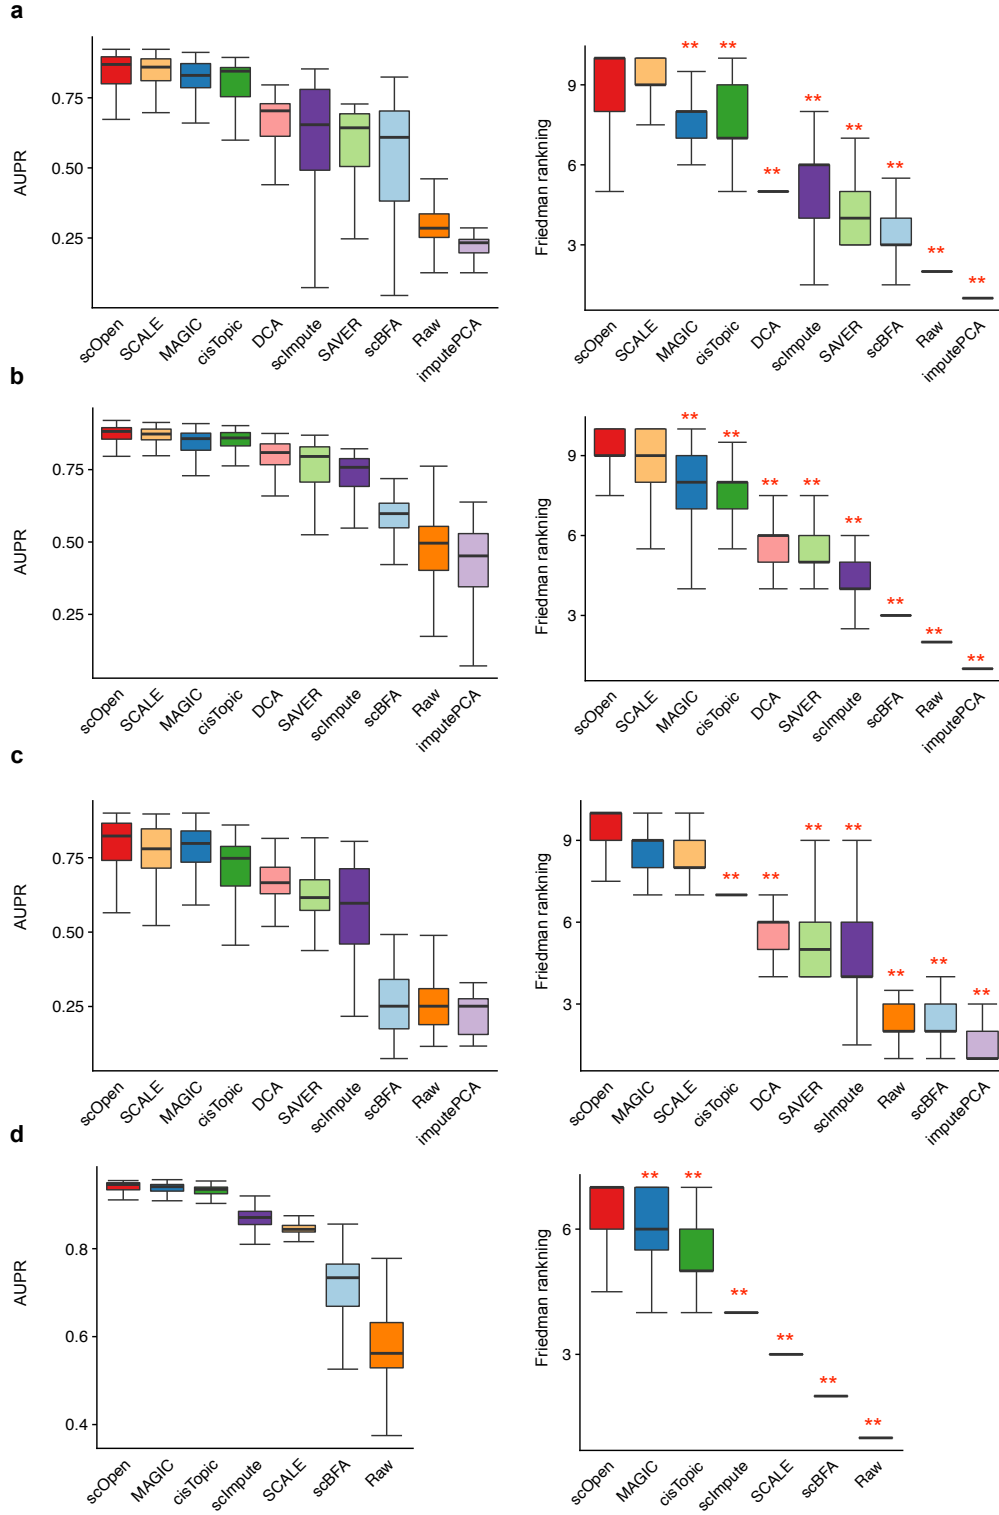 a
AUPR
0.75
0.50
0.25
scOpen
SCALE
MAGIC
cisTopic
DCA
scImpute
SAVER
scBFA
Raw
imputePCA
Friedman rankning
9
6
3
**
**
**
**
**
**
**
**
scOpen
SCALE
MAGIC
cisTopic
DCA
scImpute
SAVER
scBFA
Raw
imputePCA
b
AUPR
0.75
0.50
0.25
scOpen
SCALE
MAGIC
cisTopic
DCA
SAVER
scImpute
scBFA
Raw
imputePCA
Friedman rankning
9
6
3
**
**
**
**
**
**
**
**
scOpen
SCALE
MAGIC
cisTopic
DCA
SAVER
scImpute
scBFA
Raw
imputePCA
c
AUPR
0.75
0.50
0.25
scOpen
SCALE
MAGIC
cisTopic
DCA
SAVER
scImpute
scBFA
Raw
imputePCA
Friedman rankning
9
6
3
**
**
**
**
**
**
**
scOpen
MAGIC
SCALE
cisTopic
DCA
SAVER
scImpute
Raw
scBFA
imputePCA
d
AUPR
0.8
0.6
0.4
scOpen
MAGIC
cisTopic
scImpute
SCALE
scBFA
Raw
Friedman rankning
6
3
**
**
**
**
**
**
scOpen
MAGIC
cisTopic
scImpute
SCALE
scBFA
Raw